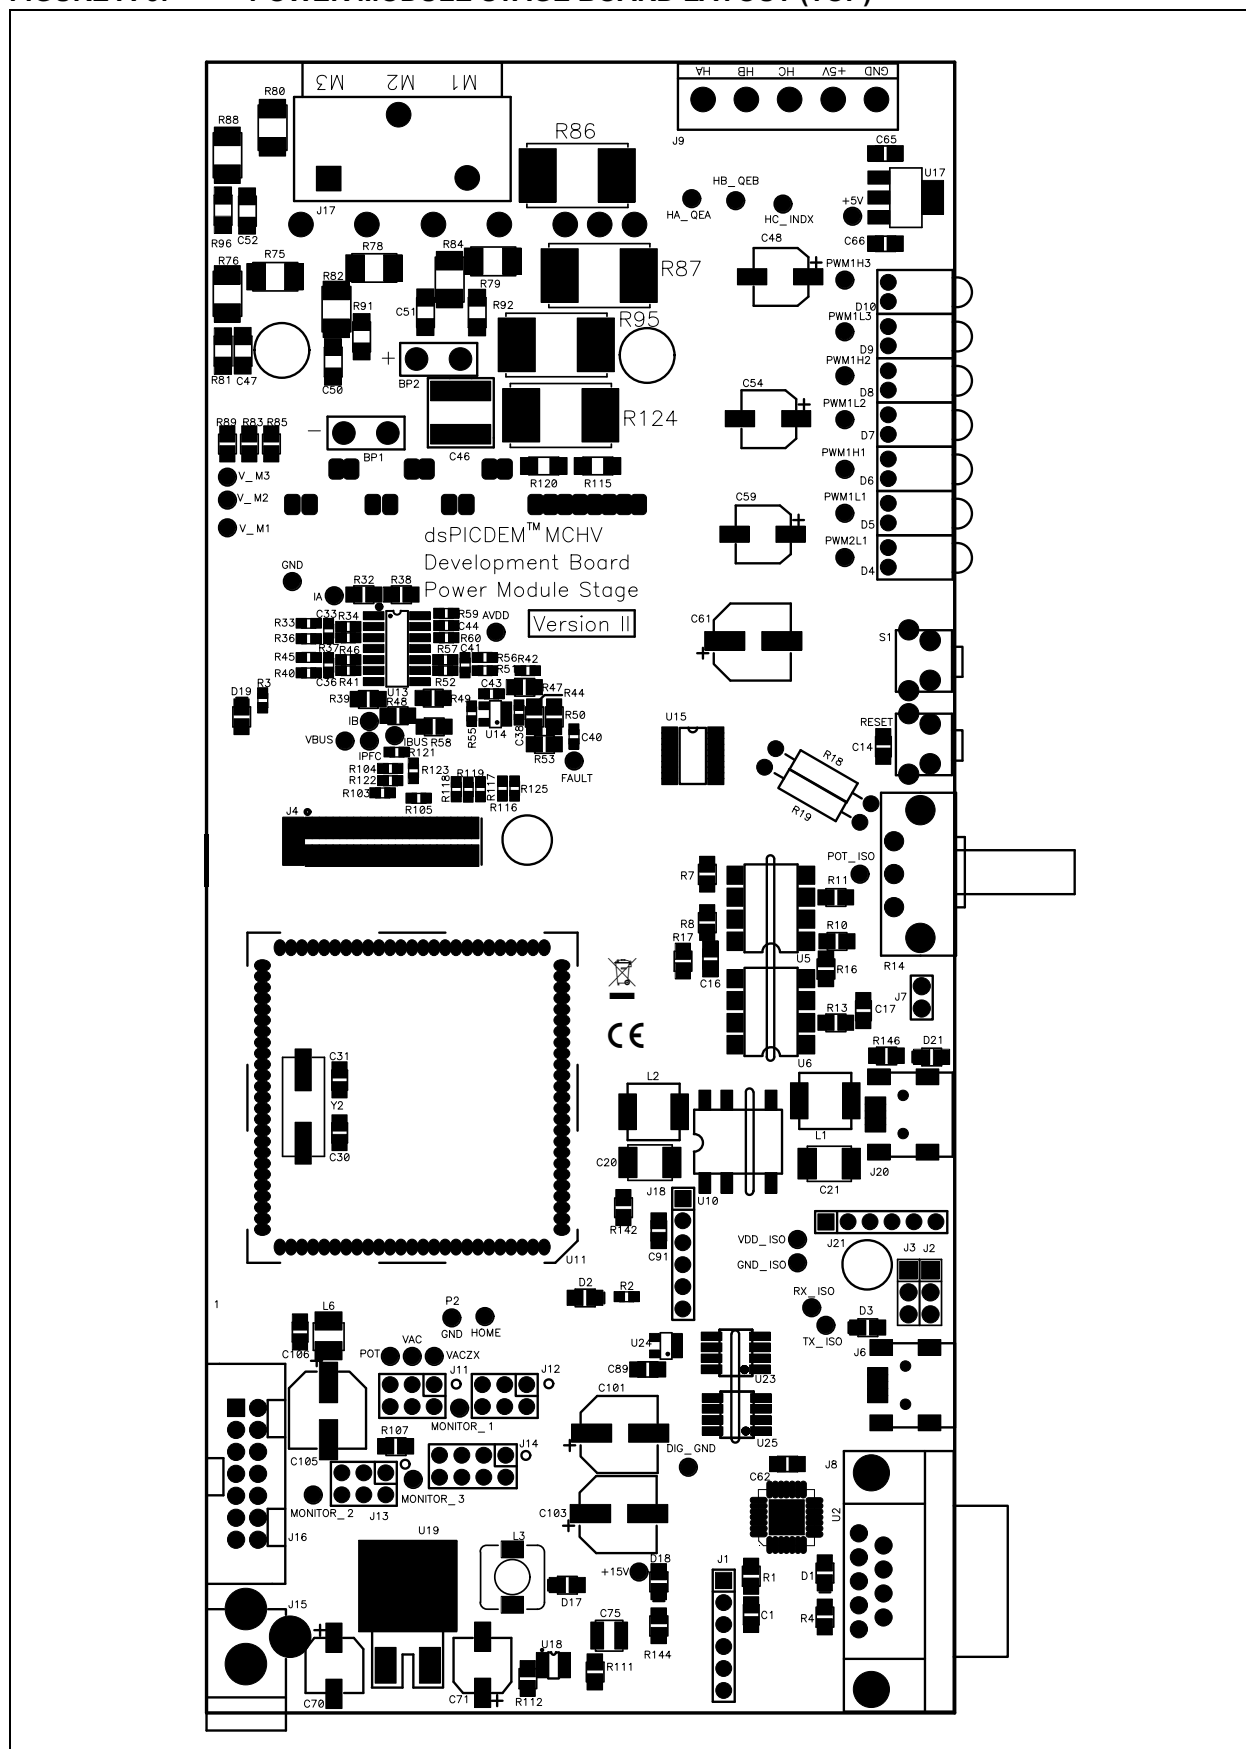 M3 M2 M1
HA HB HC +5V GND
R80
R88
R86
J9
C65
U17
HB_QEB
HA_QEA
HC_INDX
+5V
J17
R96
C52
C66
R76
R75
R78
R84
R79
R87
C48
PWM1H3
R82
R91
C51
R92
R95
D10
PWM1L3
D9
R81
C47
C50
BP2
+
PWM1H2
D8
C54
R124
PWM1L2
D7
R89 R83 R85
-
BP1
C46
PWM1H1
D6
V_M3
V_M2
V_M1
R120
R115
C59
PWM1L1
D5
dsPICDEM™ MCHV
Development Board
Power Module Stage
Version II
PWM2L1
D4
GND
IA
R32
R38
C61
S1
R33
C33
R34
R59
C44
R60
AVDD
R36
R37
R46
R57
C41
R56
R42
R45
R40
C36
R41
U13
R52
R51
R47
R44
D19
R3
R39
R48
R49
C43
R55
U14
C38
R50
C40
R53
FAULT
IB
VBUS
IPFC
IBUS
R58
R121
U15
RESET
C14
R104
R122
R103
R123
R105
R118
R119
R117
R116
R125
J4
R18
R19
POT_ISO
R7
R11
R8
R10
R17
C16
U5
R16
R14
J7
R13
C17
U6
R146
D21
CE
C31
Y2
C30
L2
L1
C20
J18
U10
C21
J20
R142
C91
VDD_ISO
GND_ISO
J21
J3 J2
U11
D2
R2
RX_ISO
TX_ISO
D3
J6
1
L6
C106
P2
GND
HOME
POT
VAC
VACZX
J11
J12
U24
C89
U23
C101
MONITOR_1
R107
J14
C105
DIG_GND
U25
C62
J8
U2
MONITOR_2
J13
MONITOR_3
C103
J16
U19
L3
+15V
D18
D17
J1
R1
D1
J15
C75
C1
R4
C70
C71
U18
R112
R111
R144